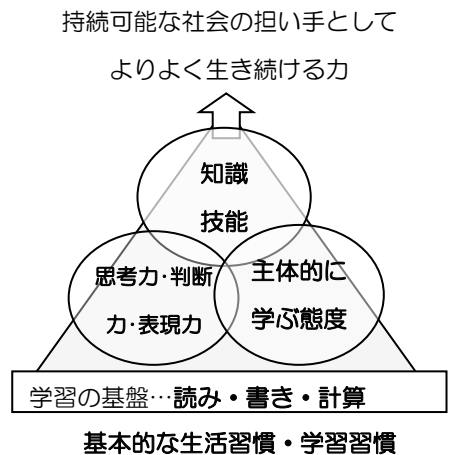 持続可能な社会の担い手として
よりよく生き続ける力
知識
技能
思考力・判断
力・表現力
主体的に
学ぶ態度
学習の基盤…読み・書き・計算
基本的な生活習慣・学習習慣